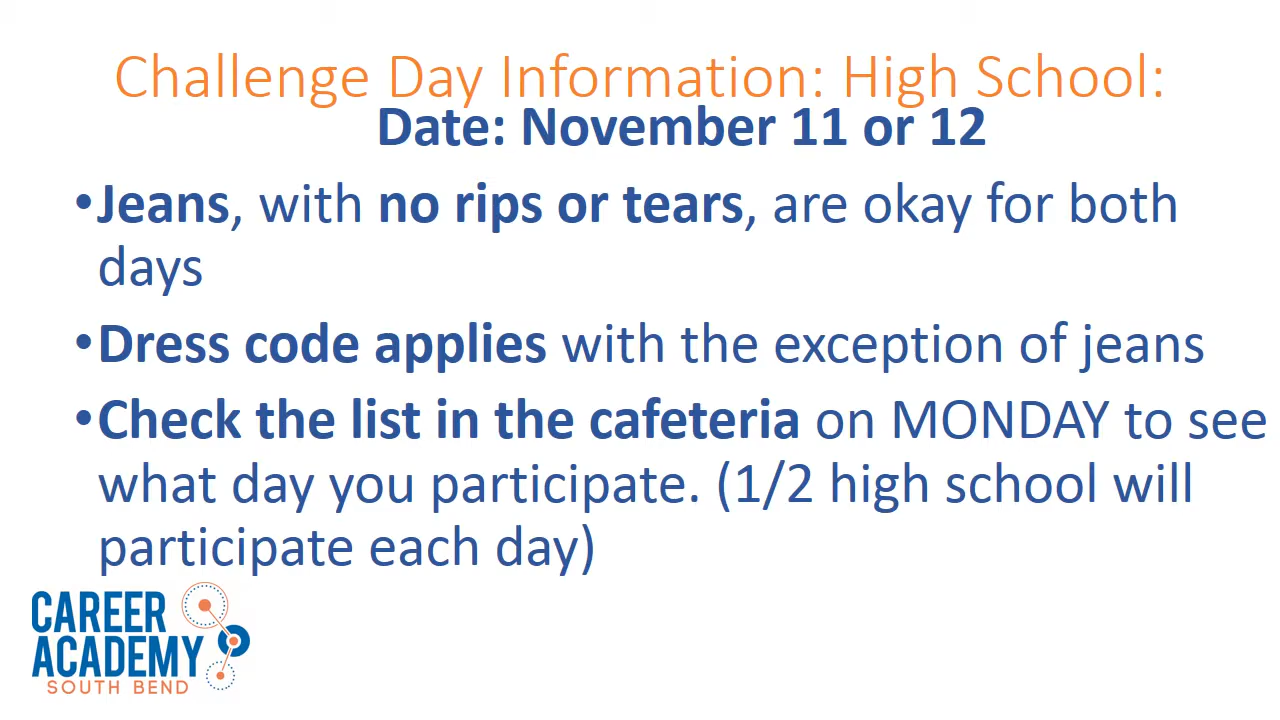 Challenge Day Information: High School:
Date: November 11 or 12
•Jeans, with no rips or tears, are okay for both
days
•Dress code applies with the exception of jeans
•Check the list in the cafeteria on MONDAY to see
what day you participate. (1/2 high school will
participate each day)
CAREER
ACADEMY
SOUTH BEND